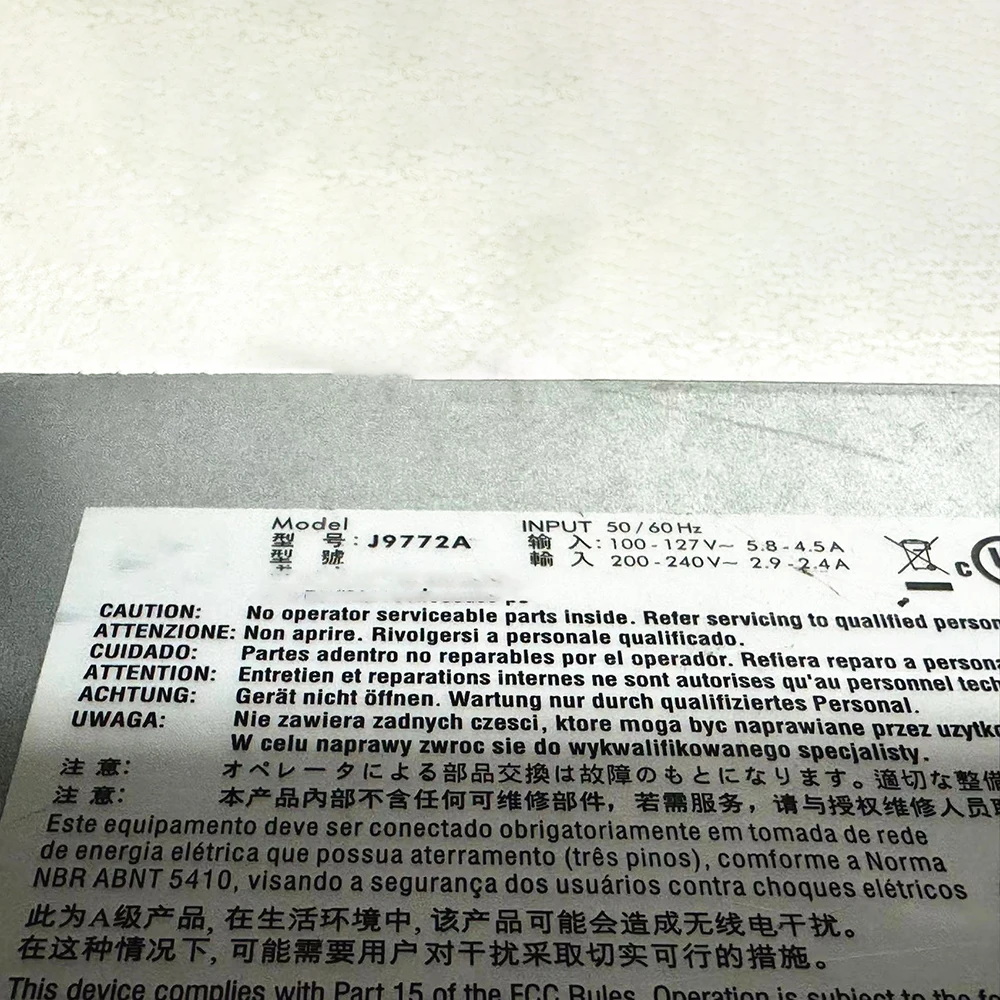 Model
型 号: J9772A
型 號
INPUT 50/60Hz
输 入: 100-127V~ 5.8-4.5A
輸 入 200-240V~ 2.9-2.4A
c
CAUTION: No operator serviceable parts inside. Refer servicing to qualified person
ATTENZIONE: Non aprire. Rivolgersi a personale qualificado.
CUIDADO: Partes adentro no reparables por el operador. Refiera reparo a persona
ATTENTION: Entretien et reparations internes ne sont autorises qu'au personnel tech
ACHTUNG: Gerät nicht öffnen. Wartung nur durch qualifiziertes Personal.
UWAGA: Nie zawiera zadnych czesci, ktore moga byc naprawiane przez uzytko
W celu naprawy zwroc sie do wykwalifikowanego specjalisty.
注 意: オペレータによる部品交換は故障のもとになります。適切な整備
注 意: 本产品内部不含任何可维修部件，若需服务，请与授权维修人员
Este equipamento deve ser conectado obrigatoriamente em tomada de rede
de energia elétrica que possua aterramento (três pinos), comforme a Norma
NBR ABNT 5410, visando a segurança dos usuários contra choques elétricos
此为A级产品, 在生活环境中, 该产品可能会造成无线电干扰。
在这种情况下, 可能需要用户对干扰采取切实可行的措施。
This device complies with Part 15 of the FCC Rules. Operation is subject to the fo